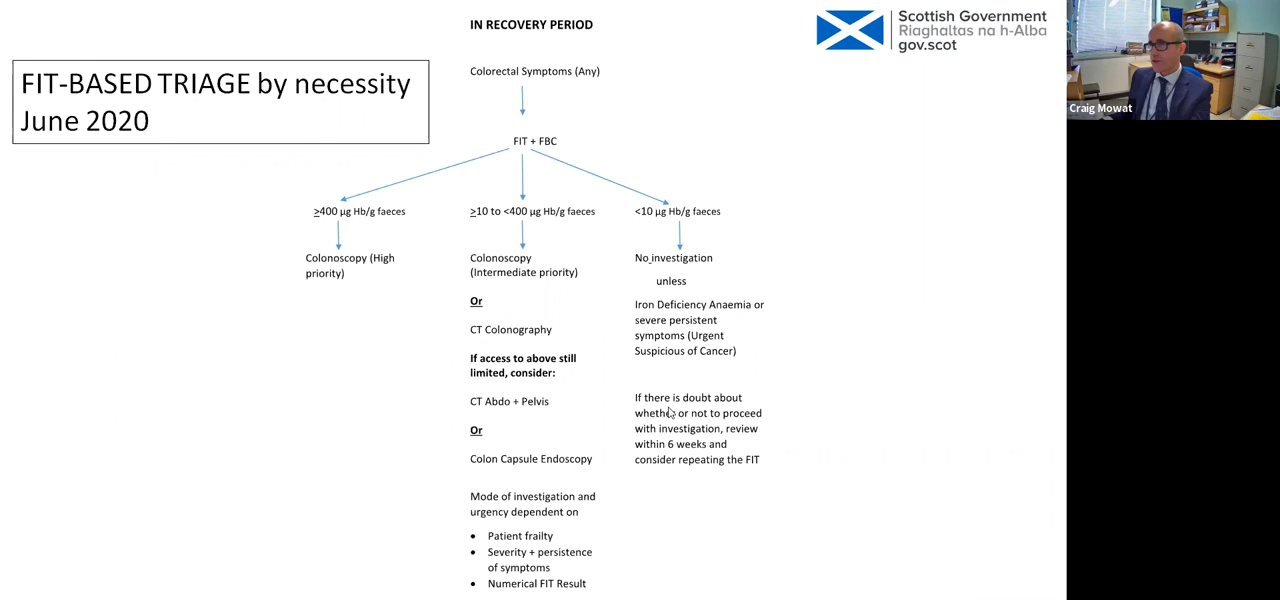 IN RECOVERY PERIOD
Scottish Government
Riaghaltas na h-Alba
gov.scot
FIT-BASED TRIAGE by necessity
June 2020
Craig Mowat
Colorectal Symptoms (Any)
FIT + FBC
≥400 µg Hb/g faeces
≥10 to <400 µg Hb/g faeces
<10 µg Hb/g faeces
Colonoscopy (High
priority)
Colonoscopy
(Intermediate priority)
Or
CT Colonography
If access to above still
limited, consider:
CT Abdo + Pelvis
Or
Colon Capsule Endoscopy
Mode of investigation and
urgency dependent on
• Patient frailty
• Severity + persistence
of symptoms
• Numerical FIT Result
No investigation
unless
Iron Deficiency Anaemia or
severe persistent
symptoms (Urgent
Suspicious of Cancer)
If there is doubt about
whether or not to proceed
with investigation, review
within 6 weeks and
consider repeating the FIT